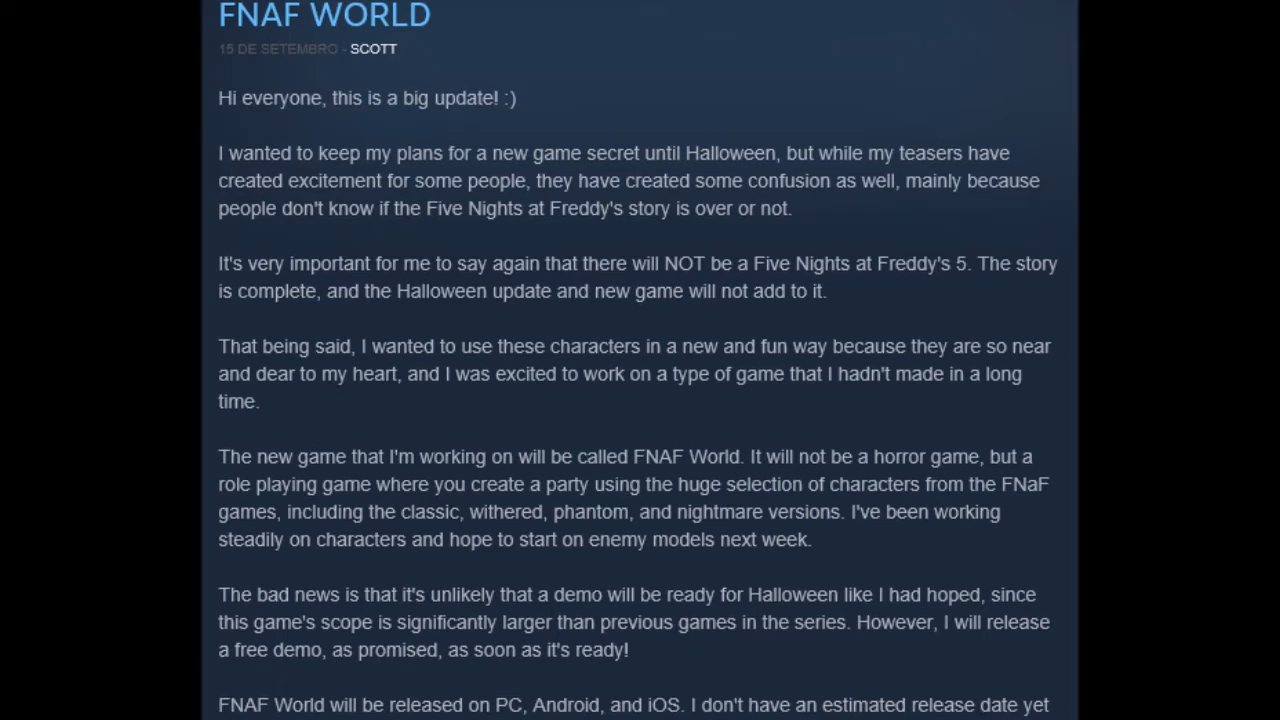 FNAF WORLD
15 DE SETEMBRO - SCOTT
Hi everyone, this is a big update! :)
I wanted to keep my plans for a new game secret until Halloween, but while my teasers have
created excitement for some people, they have created some confusion as well, mainly because
people don't know if the Five Nights at Freddy's story is over or not.
It's very important for me to say again that there will NOT be a Five Nights at Freddy's 5. The story
is complete, and the Halloween update and new game will not add to it.
That being said, I wanted to use these characters in a new and fun way because they are so near
and dear to my heart, and I was excited to work on a type of game that I hadn't made in a long
time.
The new game that I'm working on will be called FNAF World. It will not be a horror game, but a
role playing game where you create a party using the huge selection of characters from the FNaF
games, including the classic, withered, phantom, and nightmare versions. I've been working
steadily on characters and hope to start on enemy models next week.
The bad news is that it's unlikely that a demo will be ready for Halloween like I had hoped, since
this game's scope is significantly larger than previous games in the series. However, I will release
a free demo, as promised, as soon as it's ready!
FNAF World will be released on PC, Android, and iOS. I don't have an estimated release date yet